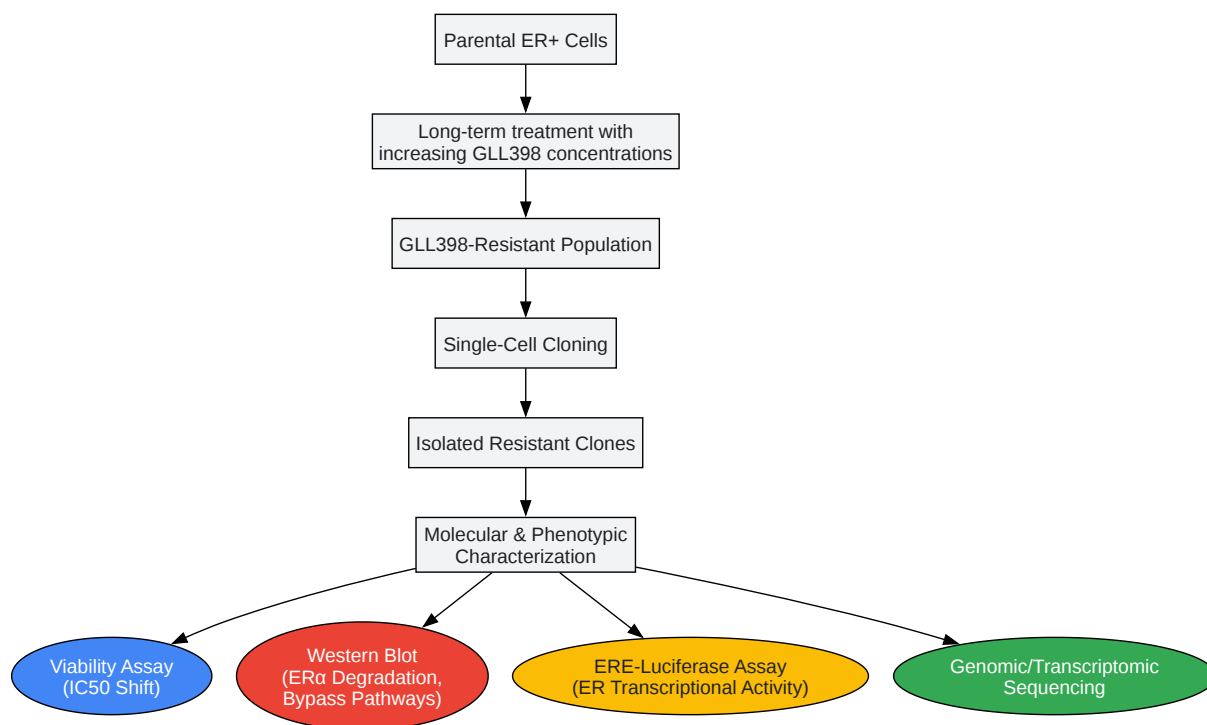 Parental ER+ Cells
Long-term treatment with
increasing GLL398 concentrations
GLL398-Resistant Population
Single-Cell Cloning
Isolated Resistant Clones
Molecular & Phenotypic
Characterization
Viability Assay
(IC50 Shift)
Western Blot
(ERα Degradation,
Bypass Pathways)
ERE-Luciferase Assay
(ER Transcriptional Activity)
Genomic/Transcriptomic
Sequencing